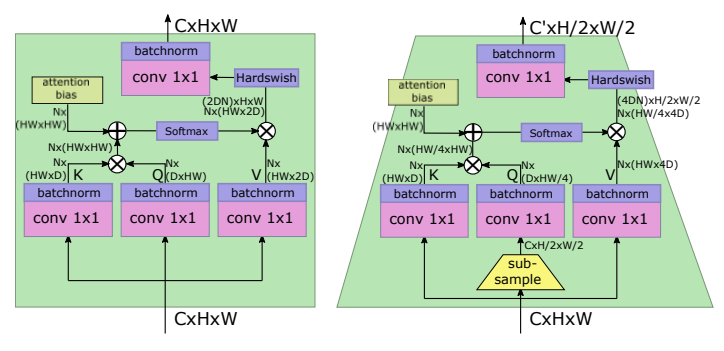 CxHxW
batchnorm
conv 1x1
Hardswish
attention
bias
(2DN)xHxW
Nx(HWx2D)
Nx
(HWxHW)
Softmax
Nx(HWxHW)
Nx
(HWxD)
K
Q
Nx
(DxHW)
V
Nx
(HWx2D)
batchnorm
conv 1x1
batchnorm
conv 1x1
batchnorm
conv 1x1
CxHxW
C'xH/2xW/2
batchnorm
conv 1x1
Hardswish
attention
bias
(4DN)xH/2xW/2
Nx(HW/4x4D)
Nx
(HWxHW)
Softmax
Nx(HW/4xHW)
Nx
(HWxD)
K
Q
Nx
(DxHW/4)
V
Nx(HWx4D)
batchnorm
conv 1x1
batchnorm
conv 1x1
batchnorm
conv 1x1
CxH/2xW/2
sub-
sample
CxHxW